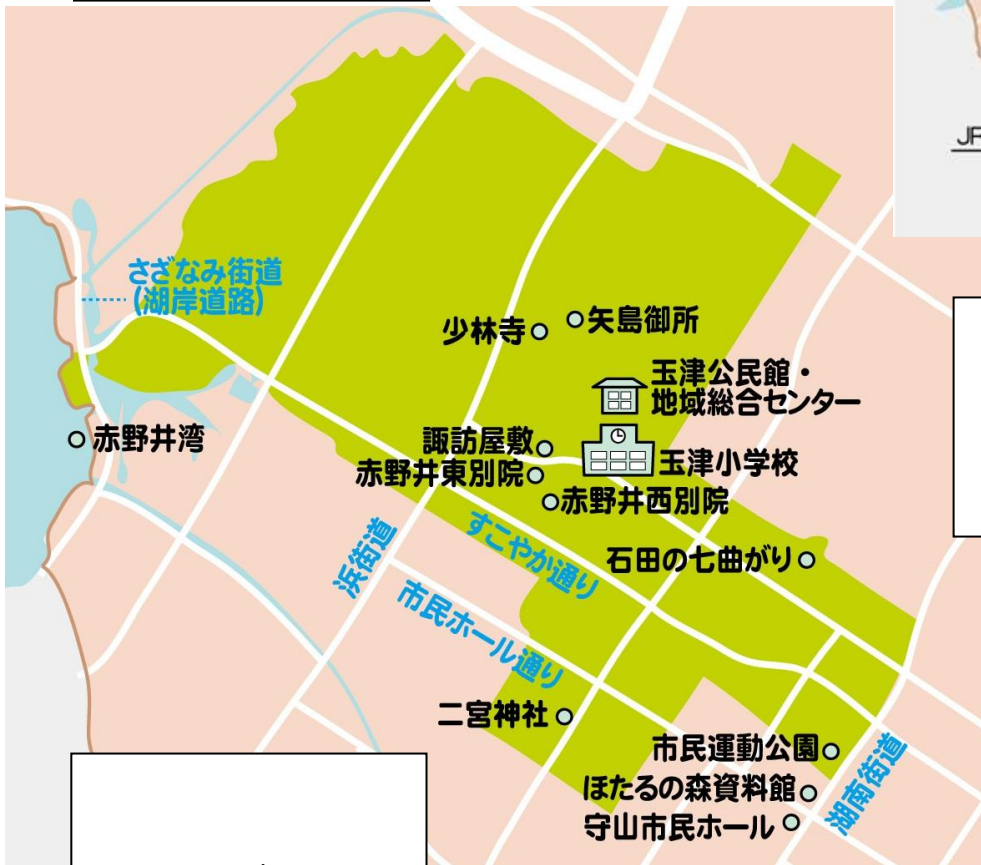 JR
さざなみ街道
(湖岸道路)
少林寺
矢島御所
玉津公民館・
地域総合センター
赤野井湾
諏訪屋敷
玉津小学校
赤野井東別院
赤野井西別院
すこやか通り
浜街道
石田の七曲がり
市民ホール通り
二宮神社
市民運動公園
湖南街道
ほたるの森資料館
守山市民ホール